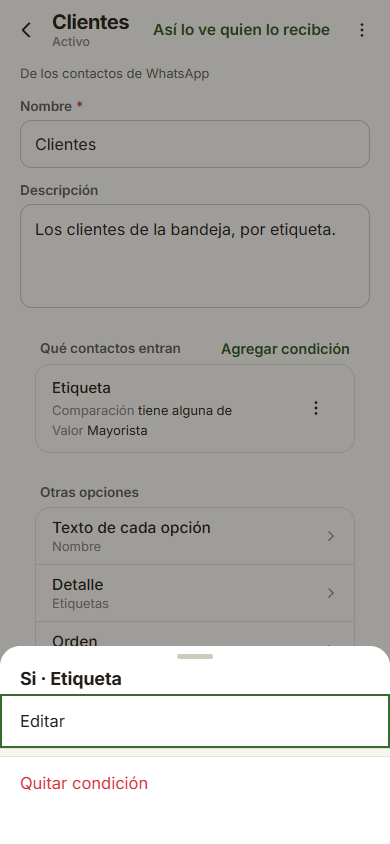 Clientes
Activo
Así lo ve quien lo recibe
De los contactos de WhatsApp
Nombre *
Clientes
Descripción
Los clientes de la bandeja, por etiqueta.
Qué contactos entran
Agregar condición
Etiqueta
Comparación tiene alguna de
Valor Mayorista
Otras opciones
Texto de cada opción
Nombre
Detalle
Etiquetas
Orden
Si · Etiqueta
Editar
Quitar condición